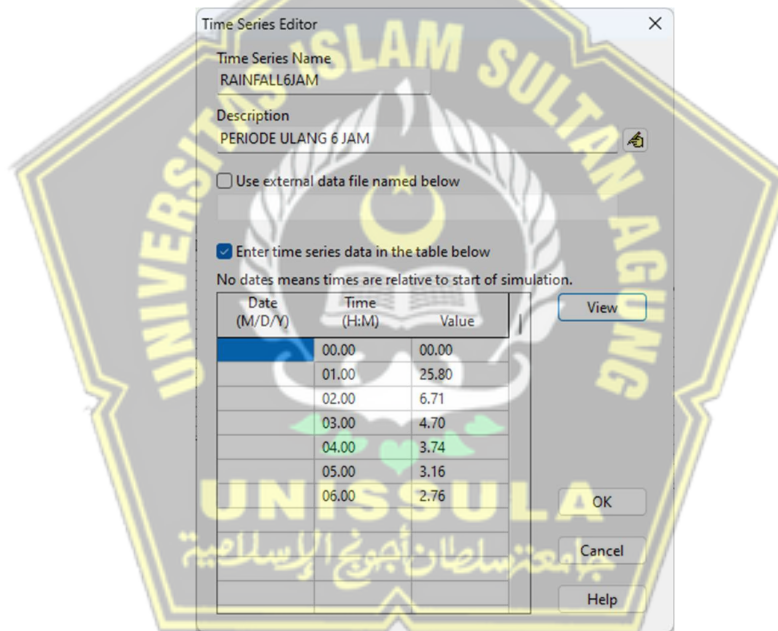 Time Series Editor
Time Series Name
RAINFALL6JAM
Description
PERIODE ULANG 6 JAM
Use external data file named below
Enter time series data in the table below
No dates means times are relative to start of simulation.
Date (M/D/Y) Time (H:M) Value
00.00 00.00
01.00 25.80
02.00 6.71
03.00 4.70
04.00 3.74
05.00 3.16
06.00 2.76
View
OK
Cancel
Help
UNIVERSITAS ISLAM SULTAN AGUNG
UNISSULA
جامعة سلطان أجونج الإسلامية